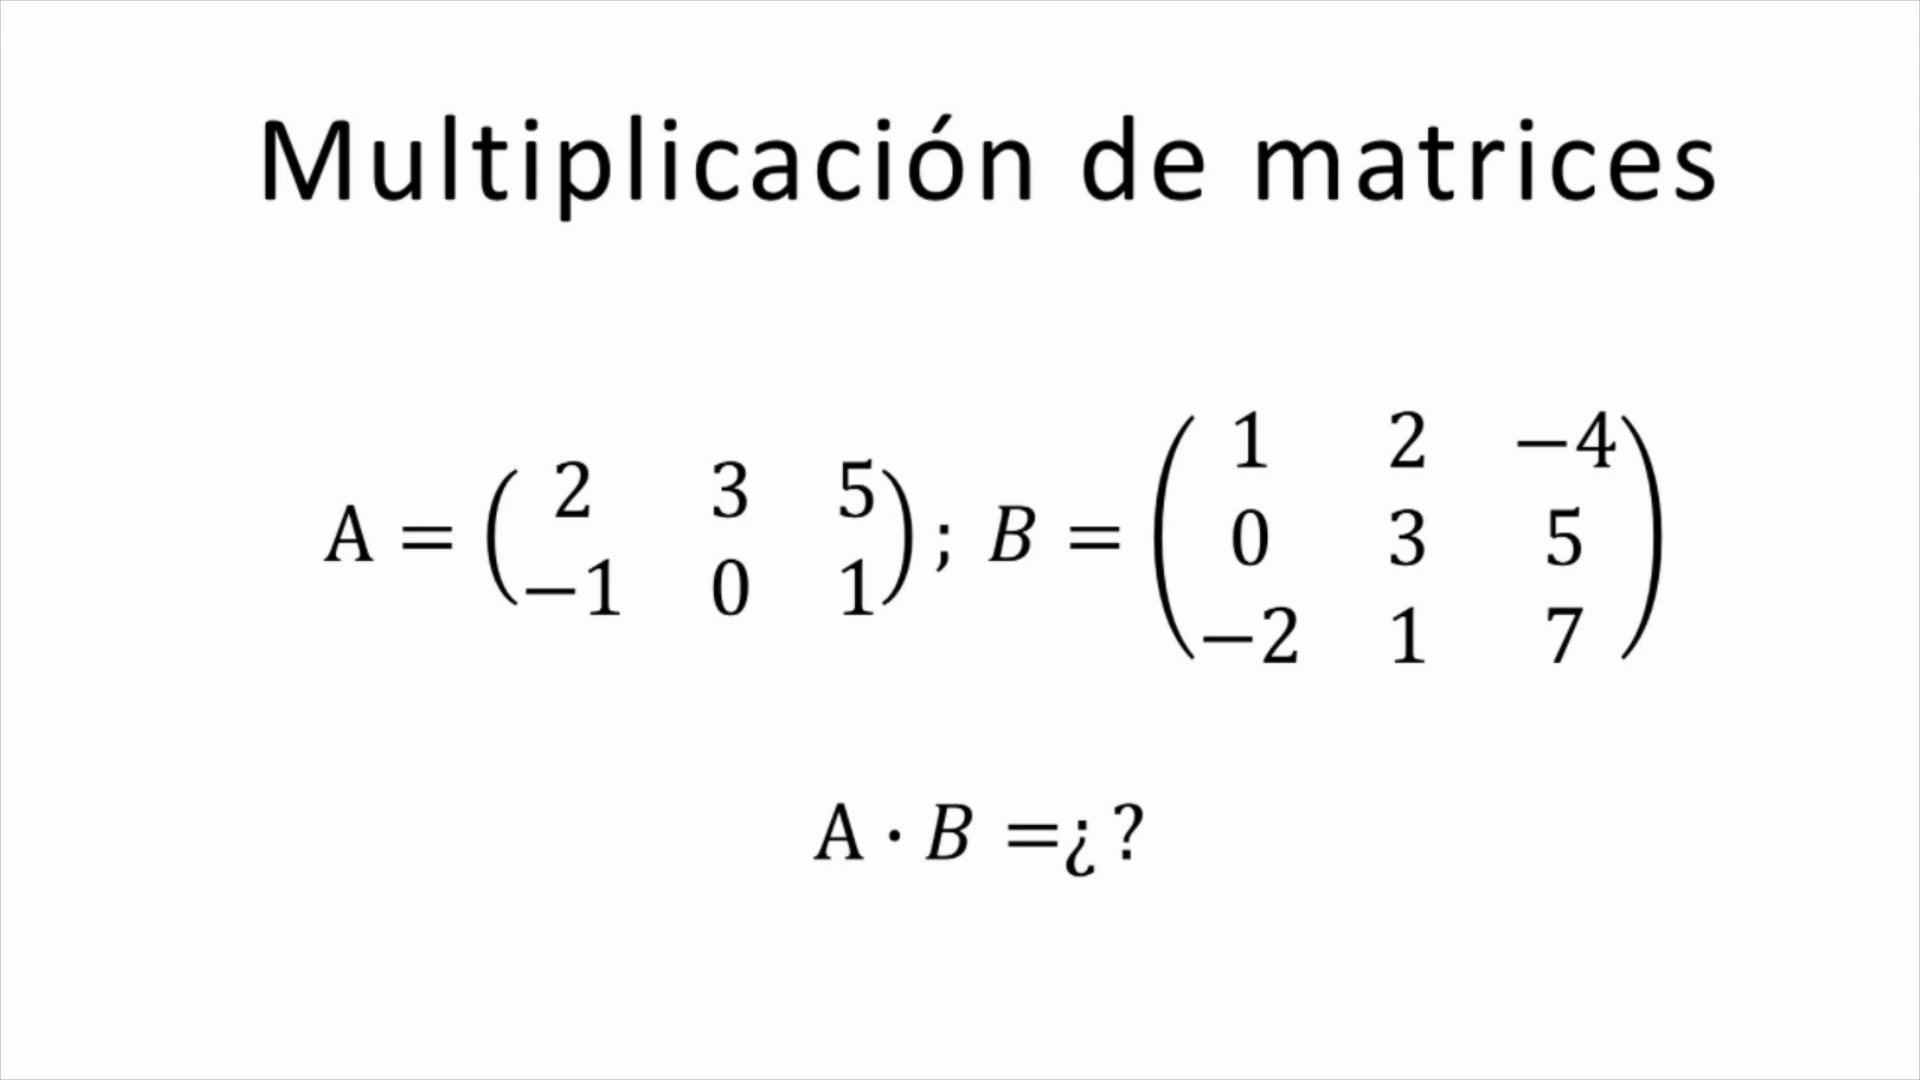 Multiplicación de matrices
A = ( 2 3 5 ; -1 0 1 ) ; B = ( 1 2 -4 ; 0 3 5 ; -2 1 7 )
A · B =¿ ?